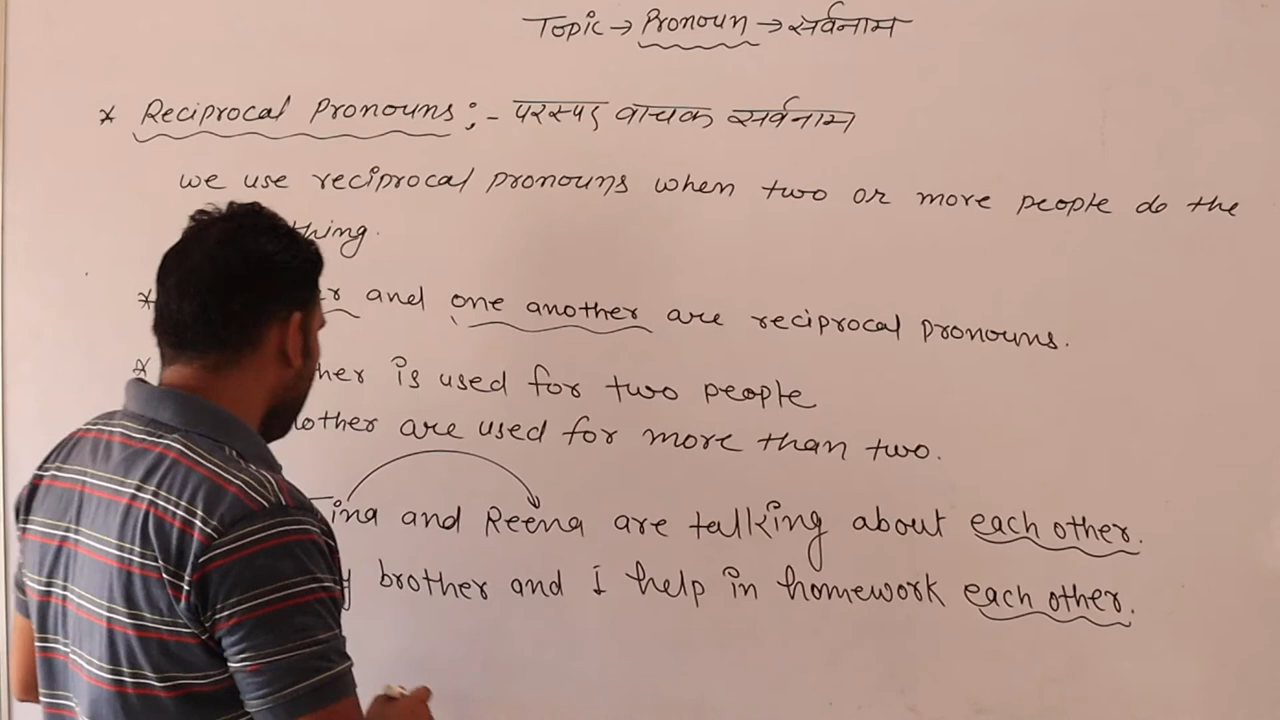 Topic → Pronoun → सर्वनाम
* Reciprocal Pronouns ;- परस्पर वाचक सर्वनाम
we use reciprocal pronouns when two or more people do the
thing.
* and one another are reciprocal pronouns.
* is used for two people
are used for more than two.
Tina and Reena are talking about each other.
brother and I help in homework each other.